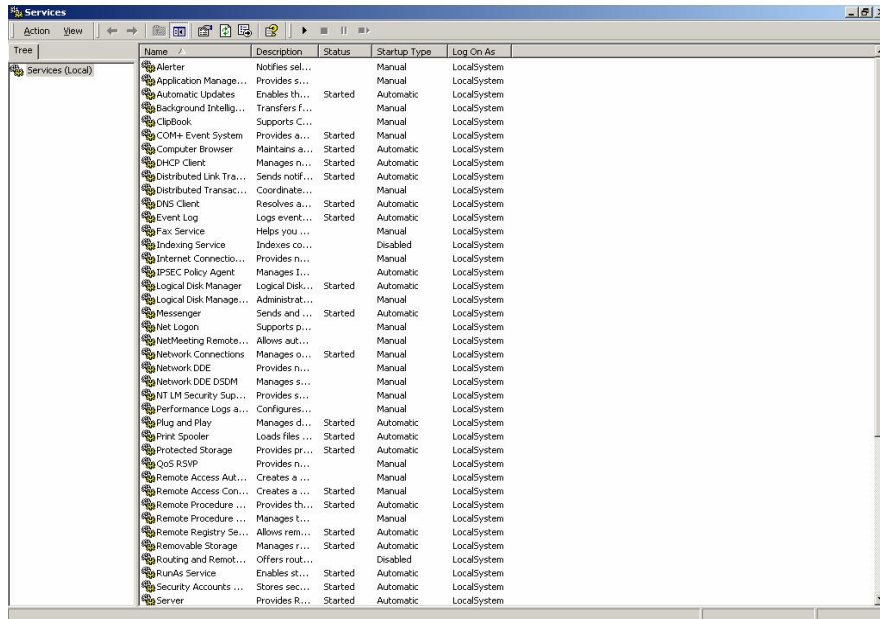 Services
Action View
Tree
Services (Local)
Name Description Status Startup Type Log On As
Alerter Notifies sel... Manual LocalSystem
Application Manage... Provides s... Manual LocalSystem
Automatic Updates Enables th... Started Automatic LocalSystem
Background Intellig... Transfers f... Manual LocalSystem
ClipBook Supports C... Manual LocalSystem
COM+ Event System Provides a... Started Manual LocalSystem
Computer Browser Maintains a... Started Automatic LocalSystem
DHCP Client Manages n... Started Automatic LocalSystem
Distributed Link Tra... Sends notif... Started Automatic LocalSystem
Distributed Transac... Coordinate... Manual LocalSystem
DNS Client Resolves a... Started Automatic LocalSystem
Event Log Logs event... Started Automatic LocalSystem
Fax Service Helps you ... Manual LocalSystem
Indexing Service Indexes co... Disabled LocalSystem
Internet Connectio... Provides n... Manual LocalSystem
IPSEC Policy Agent Manages I... Automatic LocalSystem
Logical Disk Manager Logical Disk... Started Automatic LocalSystem
Logical Disk Manage... Administrat... Manual LocalSystem
Messenger Sends and ... Started Automatic LocalSystem
Net Logon Supports p... Manual LocalSystem
NetMeeting Remote... Allows aut... Manual LocalSystem
Network Connections Manages o... Started Manual LocalSystem
Network DDE Provides n... Manual LocalSystem
Network DDE DSDM Manages s... Manual LocalSystem
NT LM Security Sup... Provides s... Manual LocalSystem
Performance Logs a... Configures... Manual LocalSystem
Plug and Play Manages d... Started Automatic LocalSystem
Print Spooler Loads files ... Started Automatic LocalSystem
Protected Storage Provides pr... Started Automatic LocalSystem
QoS RSVP Provides n... Manual LocalSystem
Remote Access Aut... Creates a ... Manual LocalSystem
Remote Access Con... Creates a ... Started Manual LocalSystem
Remote Procedure ... Provides th... Started Automatic LocalSystem
Remote Procedure ... Manages t... Manual LocalSystem
Remote Registry Se... Allows rem... Started Automatic LocalSystem
Removable Storage Manages r... Started Automatic LocalSystem
Routing and Remot... Offers rout... Disabled LocalSystem
RunAs Service Enables st... Started Automatic LocalSystem
Security Accounts ... Stores sec... Started Automatic LocalSystem
Server Provides R... Started Automatic LocalSystem